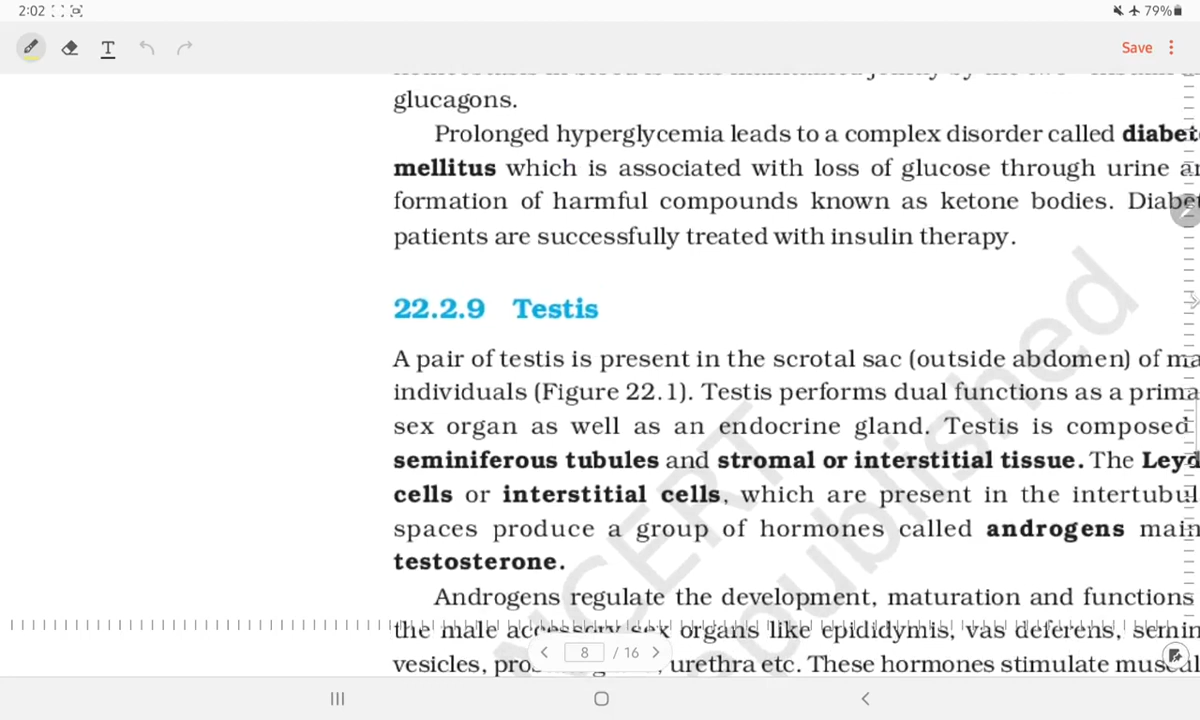 2:02 79%
T Save
glucagons.
Prolonged hyperglycemia leads to a complex disorder called diabet
mellitus which is associated with loss of glucose through urine an
formation of harmful compounds known as ketone bodies. Diabet
patients are successfully treated with insulin therapy.
22.2.9 Testis
A pair of testis is present in the scrotal sac (outside abdomen) of ma
individuals (Figure 22.1). Testis performs dual functions as a prima
sex organ as well as an endocrine gland. Testis is composed
seminiferous tubules and stromal or interstitial tissue. The Leyd
cells or interstitial cells, which are present in the intertubul
spaces produce a group of hormones called androgens main
testosterone.
Androgens regulate the development, maturation and functions
the male accessory sex organs like epididymis, vas deferens, semin
vesicles, pro urethra etc. These hormones stimulate muscul
8 / 16
NCERT
published